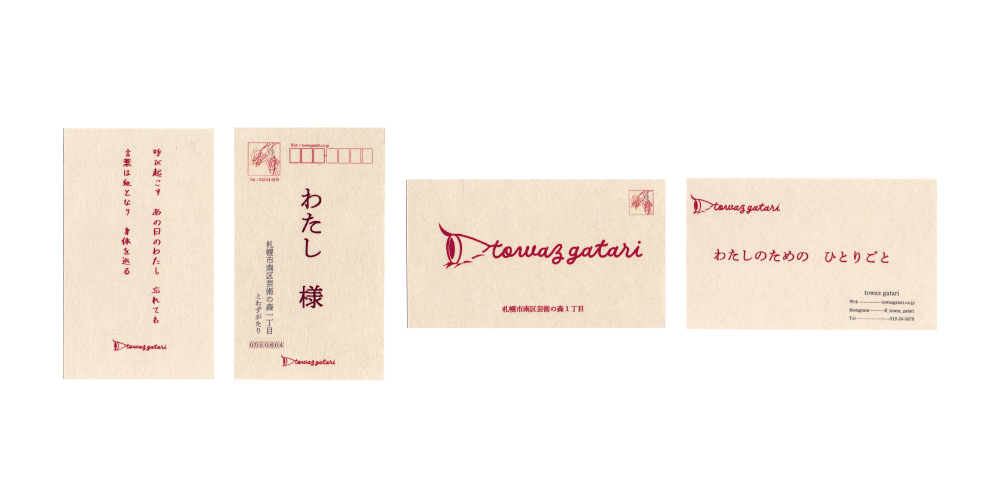 呼び起こす　あの日のわたし　忘れても
言葉は血となり　身体を巡る
towaz gatari
Web：towazgatari.co.jp
Tel：012-34-5678
わたし　様
札幌市南区芸術の森一丁目
とわずがたり
0050864
towaz gatari
towaz gatari
札幌市南区芸術の森１丁目
towaz gatari
わたしのための　ひとりごと
towaz gatari
Web—————towazgatari.co.jp
Instagram———@_towaz_gatari
Tel———————012-34-5678